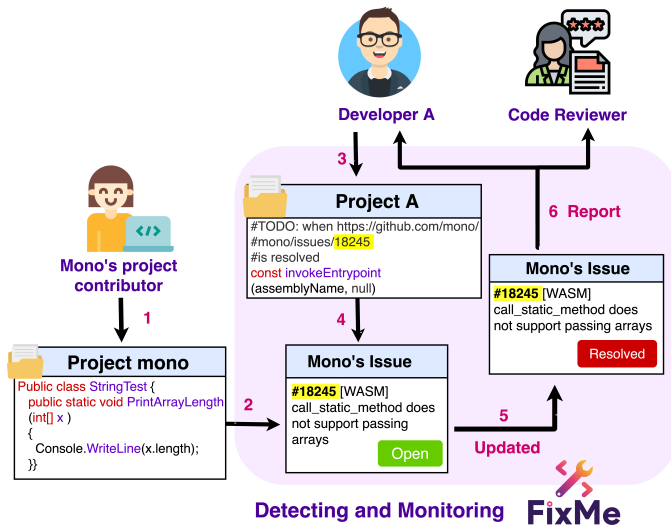 Developer A
Code Reviewer
3
Project A
#TODO: when https://github.com/mono/
#mono/issues/18245
#is resolved
const invokeEntrypoint
(assemblyName, null)
6 Report
Mono's project
contributor
1
4
Mono's Issue
#18245 [WASM]
call_static_method does
not support passing arrays
Resolved
Project mono
Public class StringTest {
public static void PrintArrayLength
(int[] x )
{
Console.WriteLine(x.length);
}}
2
Mono's Issue
#18245 [WASM]
call_static_method does
not support passing
arrays
Open
5
Updated
Detecting and Monitoring
FixMe